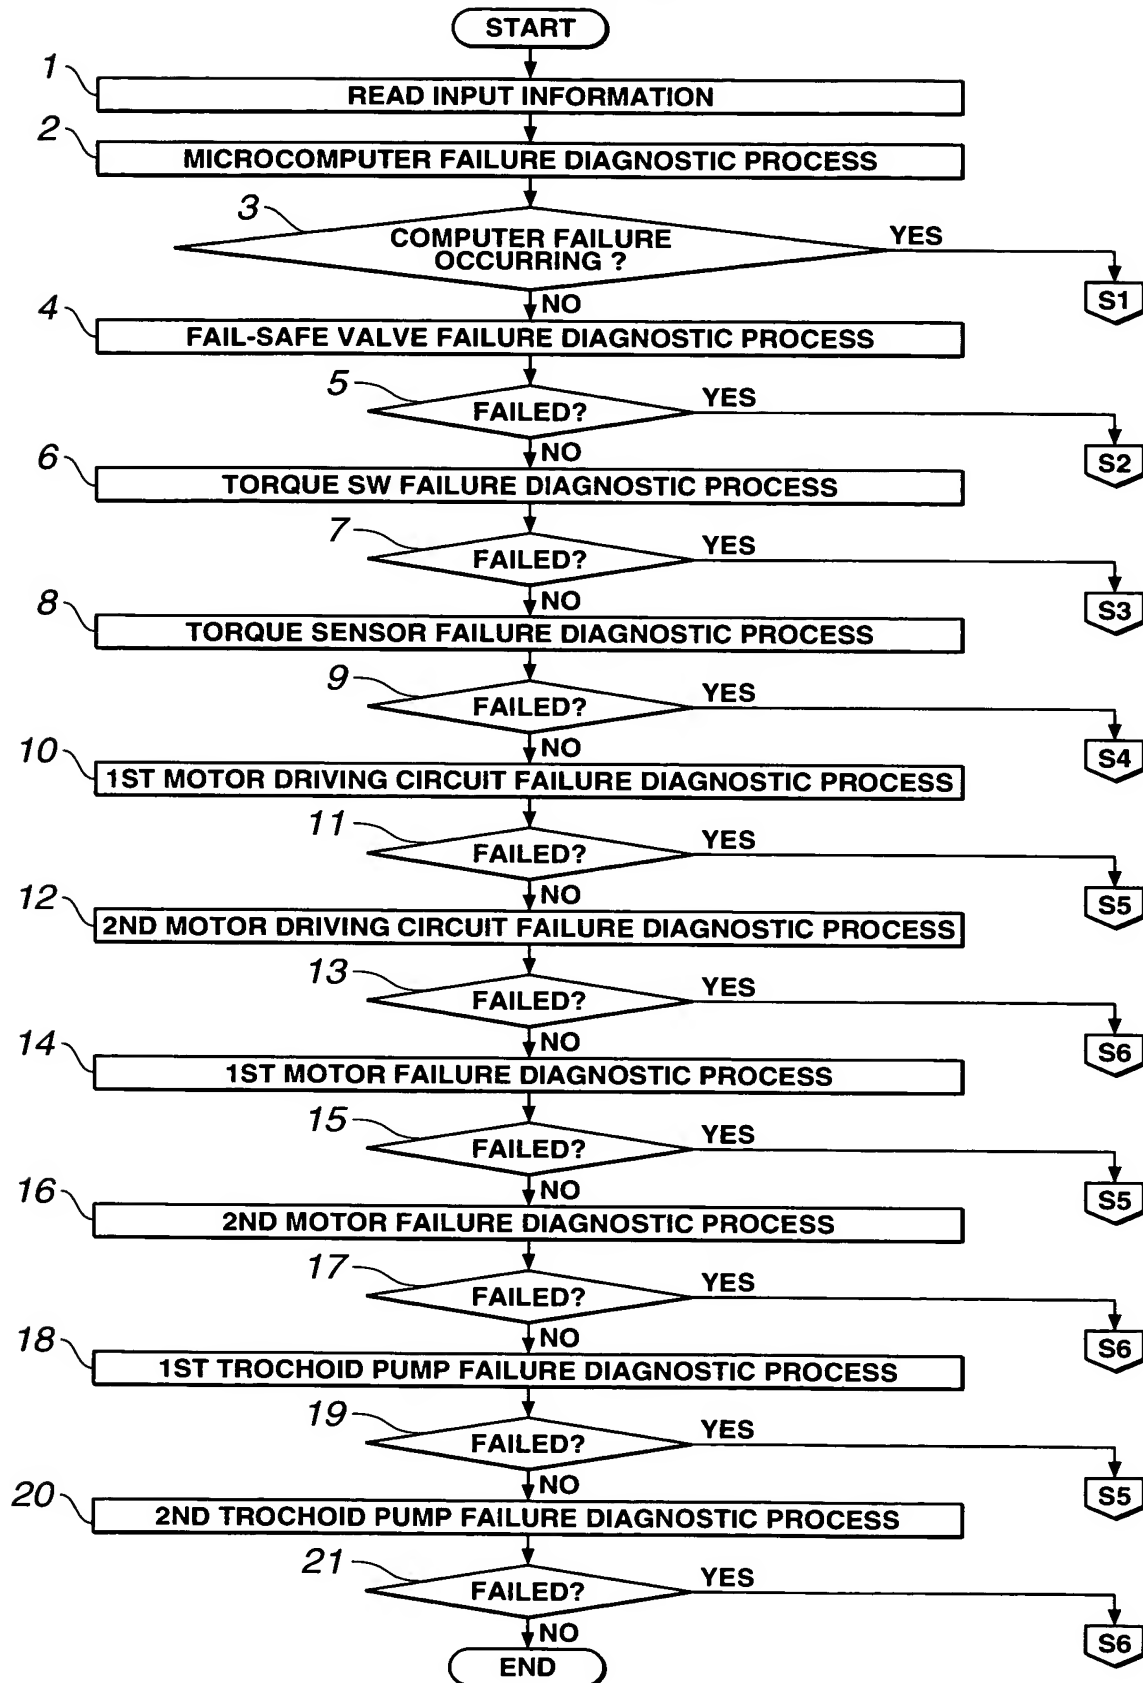 START
1
READ INPUT INFORMATION
2
MICROCOMPUTER FAILURE DIAGNOSTIC PROCESS
3
COMPUTER FAILURE
OCCURRING ?
YES
S1
NO
4
FAIL-SAFE VALVE FAILURE DIAGNOSTIC PROCESS
5
FAILED?
YES
S2
NO
6
TORQUE SW FAILURE DIAGNOSTIC PROCESS
7
FAILED?
YES
S3
NO
8
TORQUE SENSOR FAILURE DIAGNOSTIC PROCESS
9
FAILED?
YES
S4
NO
10
1ST MOTOR DRIVING CIRCUIT FAILURE DIAGNOSTIC PROCESS
11
FAILED?
YES
S5
NO
12
2ND MOTOR DRIVING CIRCUIT FAILURE DIAGNOSTIC PROCESS
13
FAILED?
YES
S6
NO
14
1ST MOTOR FAILURE DIAGNOSTIC PROCESS
15
FAILED?
YES
S5
NO
16
2ND MOTOR FAILURE DIAGNOSTIC PROCESS
17
FAILED?
YES
S6
NO
18
1ST TROCHOID PUMP FAILURE DIAGNOSTIC PROCESS
19
FAILED?
YES
S5
NO
20
2ND TROCHOID PUMP FAILURE DIAGNOSTIC PROCESS
21
FAILED?
YES
S6
NO
END